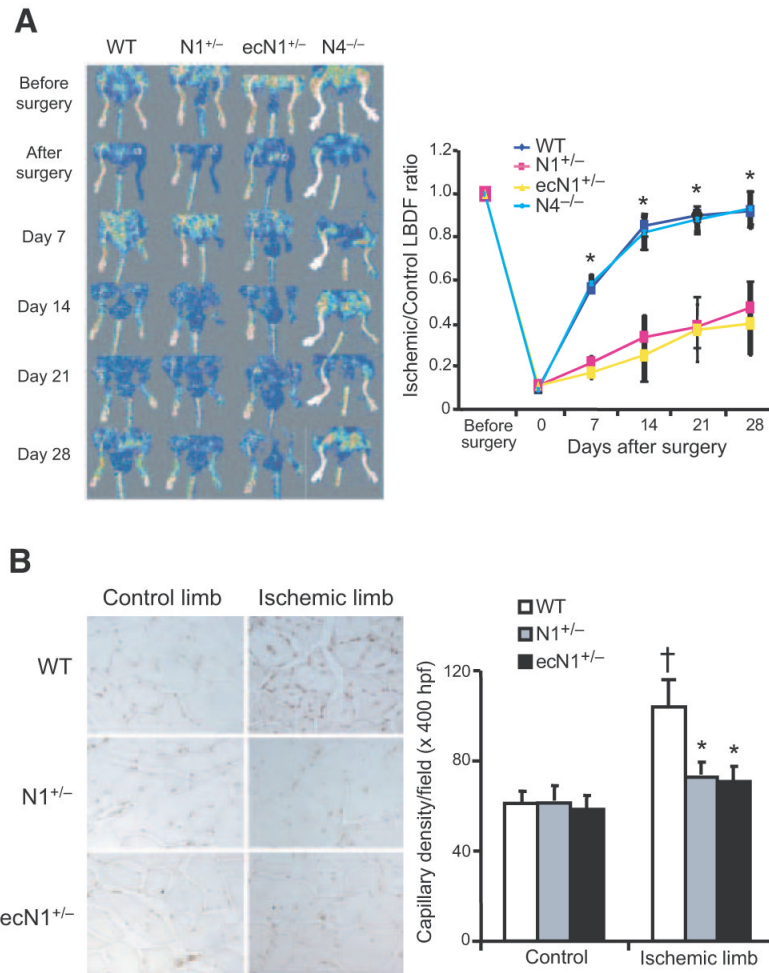 A
WT N1+/– ecN1+/– N4–/–
Before surgery
After surgery
Day 7
Day 14
Day 21
Day 28
Ischemic/Control LBDF ratio
1.2
1.0
0.8
0.6
0.4
0.2
0
WT
N1+/–
ecN1+/–
N4–/–
* * * * *
Before surgery 0 7 14 21 28
Days after surgery
B
Control limb Ischemic limb
WT
N1+/–
ecN1+/–
Capillary density/field (x 400 hpf)
WT
N1+/–
ecN1+/–
120
80
40
0
†
* *
Control Ischemic limb